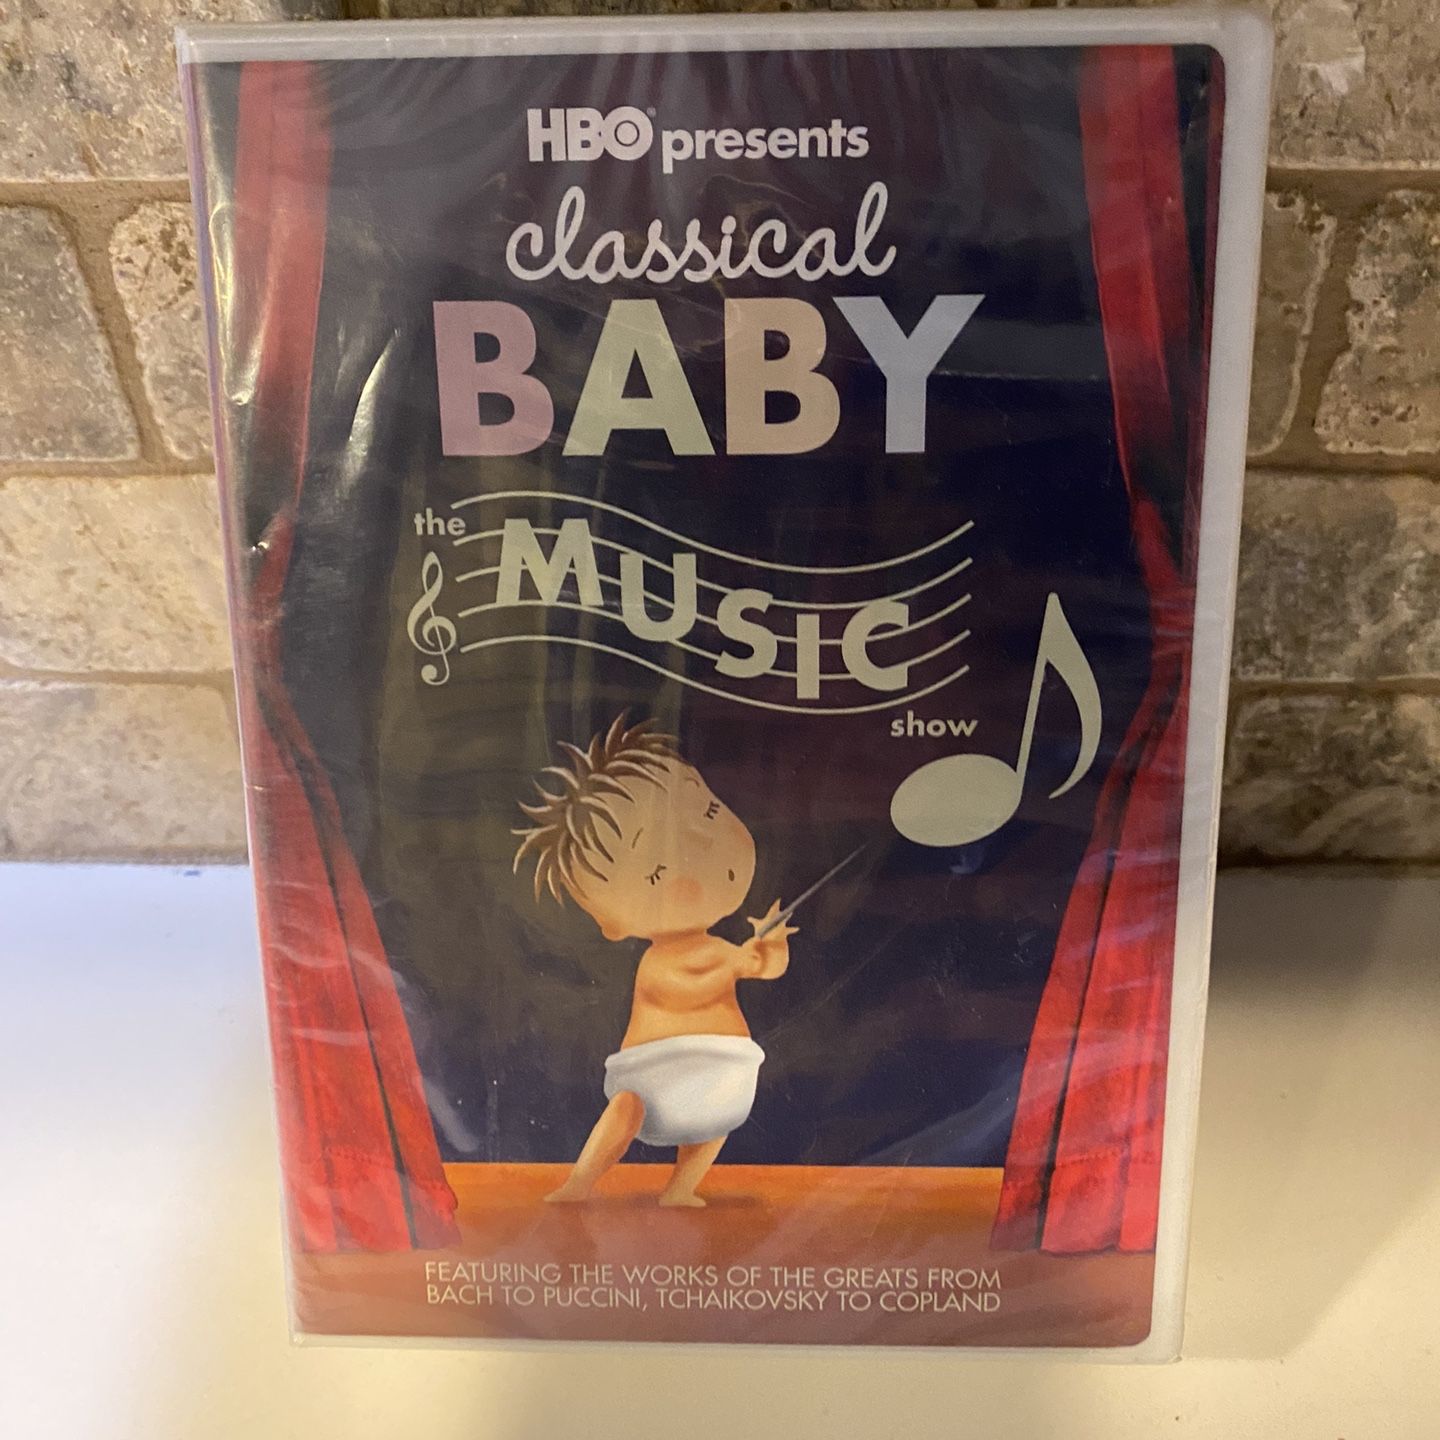 HBO® presents
classical
BABY
the
MUSIC
show
FEATURING THE WORKS OF THE GREATS FROM
BACH TO PUCCINI, TCHAIKOVSKY TO COPLAND